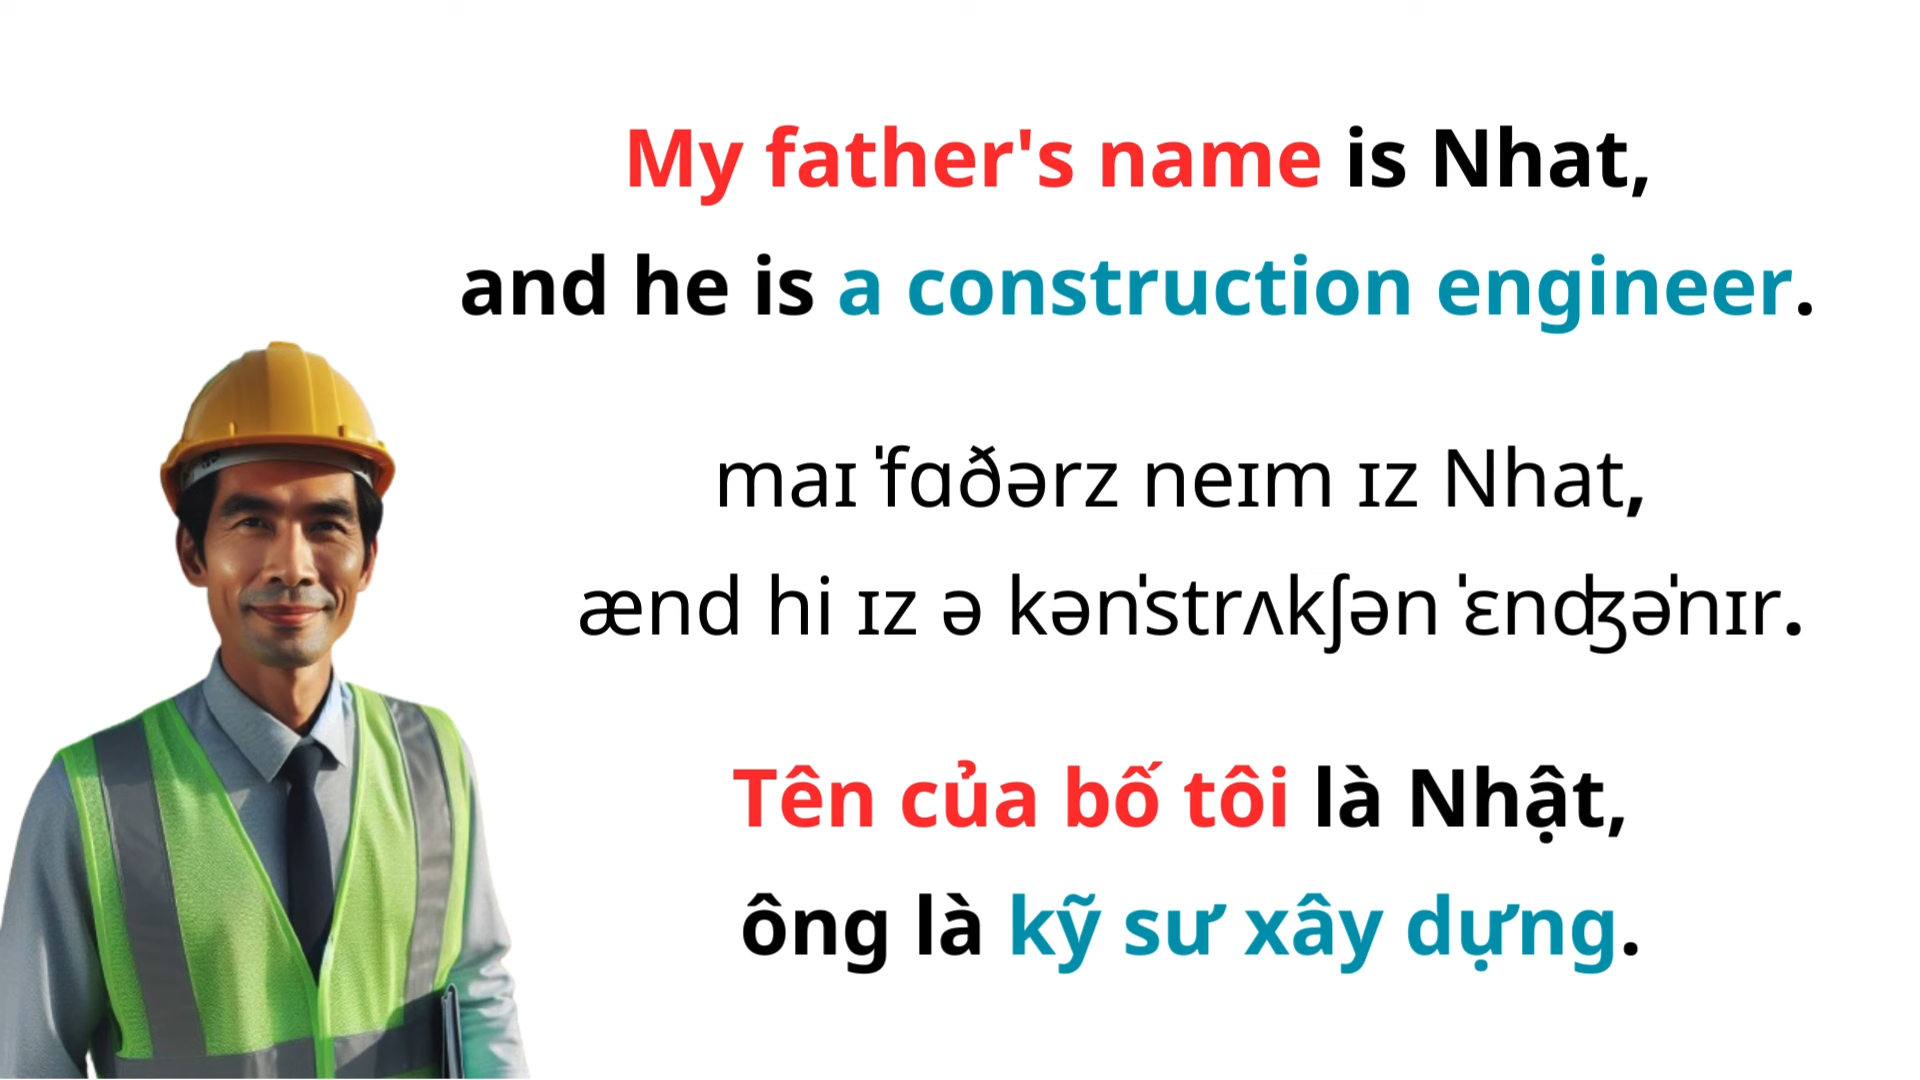 My father's name is Nhat,
and he is a construction engineer.
maɪ ˈfɑðərz neɪm ɪz Nhat,
ænd hi ɪz ə kənˈstrʌkʃən ˈɛnʤəˈnɪr.
Tên của bố tôi là Nhật,
ông là kỹ sư xây dựng.